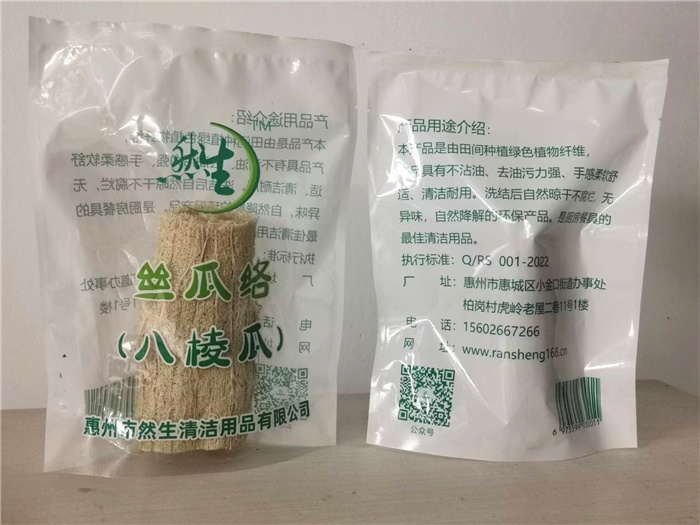 然生
丝瓜络
(八棱瓜)
惠州市然生清洁用品有限公司
产品用途介绍:
本产品是由田间种植绿色植物纤维,
具有不沾油、去油污力强、手感柔软舒
适、清洁耐用。洗结后自然晾干不腐烂,无
异味,自然降解的环保产品。是厨房餐具的
最佳清洁用品。
执行标准: Q/RS 001-2022
厂 址: 惠州市惠城区小金口街道办事处
柏岗村虎岭老屋二巷11号1楼
电 话: 15602667266
网 址: www.ransheng168.cn
公众号